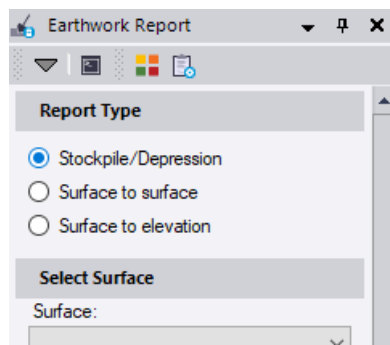 Earthwork Report
Report Type
Stockpile/Depression
Surface to surface
Surface to elevation
Select Surface
Surface: